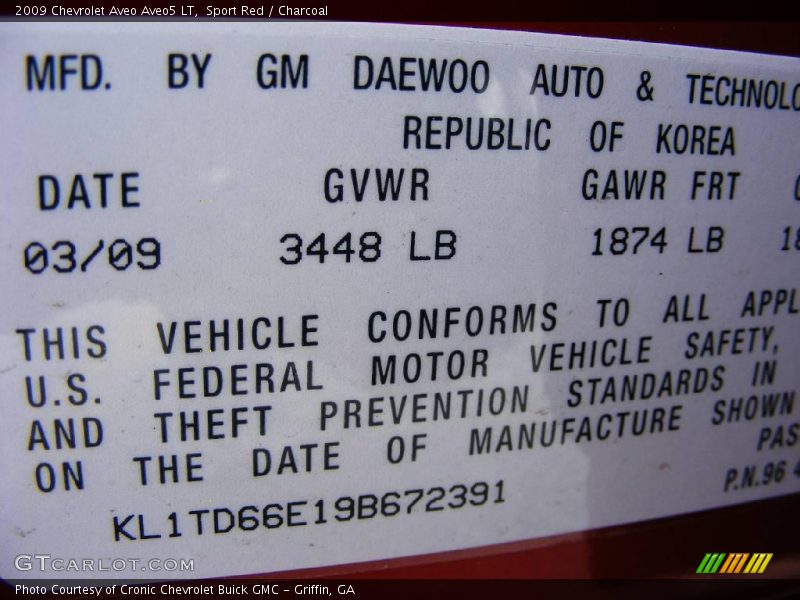 2009 Chevrolet Aveo Aveo5 LT, Sport Red / Charcoal
MFD. BY GM DAEWOO AUTO & TECHNOLO
REPUBLIC OF KOREA
DATE GVWR GAWR FRT
03/09 3448 LB 1874 LB 18
THIS VEHICLE CONFORMS TO ALL APPL
U.S. FEDERAL MOTOR VEHICLE SAFETY,
AND THEFT PREVENTION STANDARDS IN
ON THE DATE OF MANUFACTURE SHOWN
PAS
KL1TD66E19B672391 P.N.96 4
GTCARLOT.COM
Photo Courtesy of Cronic Chevrolet Buick GMC – Griffin, GA